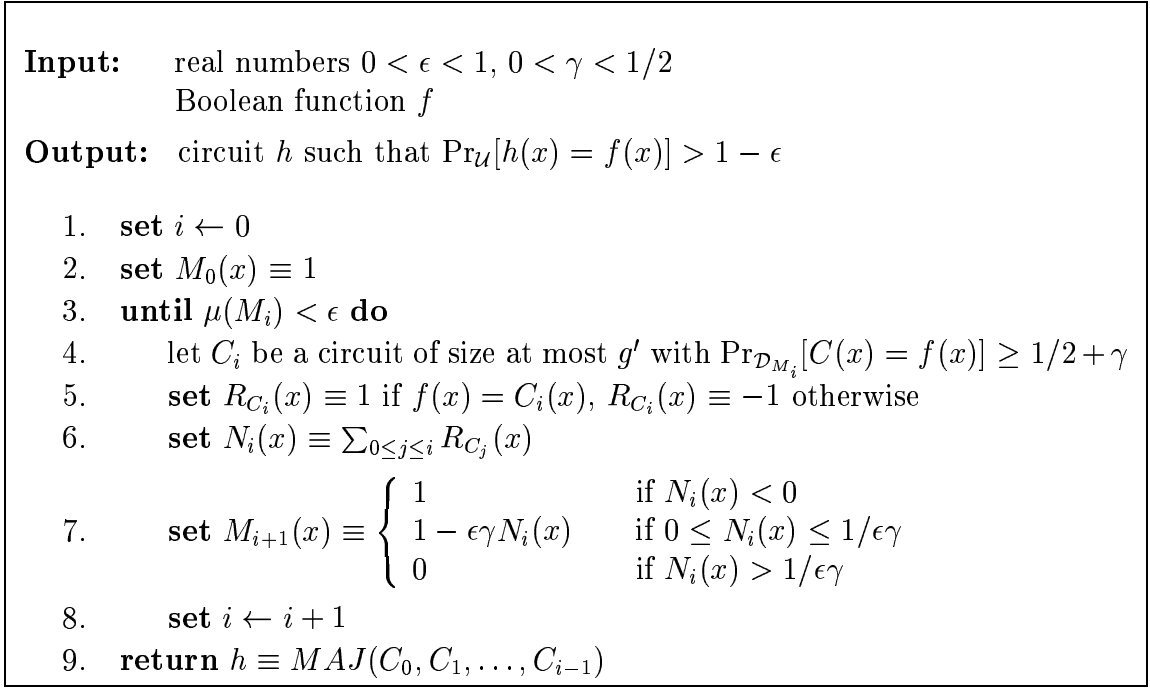 Input: real numbers 0 < ϵ < 1, 0 < γ < 1/2
Boolean function f
Output: circuit h such that Pr_𝒰[h(x) = f(x)] > 1 − ϵ
1. set i ← 0
2. set M_0(x) ≡ 1
3. until μ(M_i) < ϵ do
4. let C_i be a circuit of size at most g′ with Pr_{𝒟_{M_i}}[C(x) = f(x)] ≥ 1/2 + γ
5. set R_{C_i}(x) ≡ 1 if f(x) = C_i(x), R_{C_i}(x) ≡ −1 otherwise
6. set N_i(x) ≡ ∑_{0≤j≤i} R_{C_j}(x)
7. set M_{i+1}(x) ≡ {
1 if N_i(x) < 0
1 − ϵγN_i(x) if 0 ≤ N_i(x) ≤ 1/ϵγ
0 if N_i(x) > 1/ϵγ
8. set i ← i + 1
9. return h ≡ MAJ(C_0, C_1, . . . , C_{i−1})